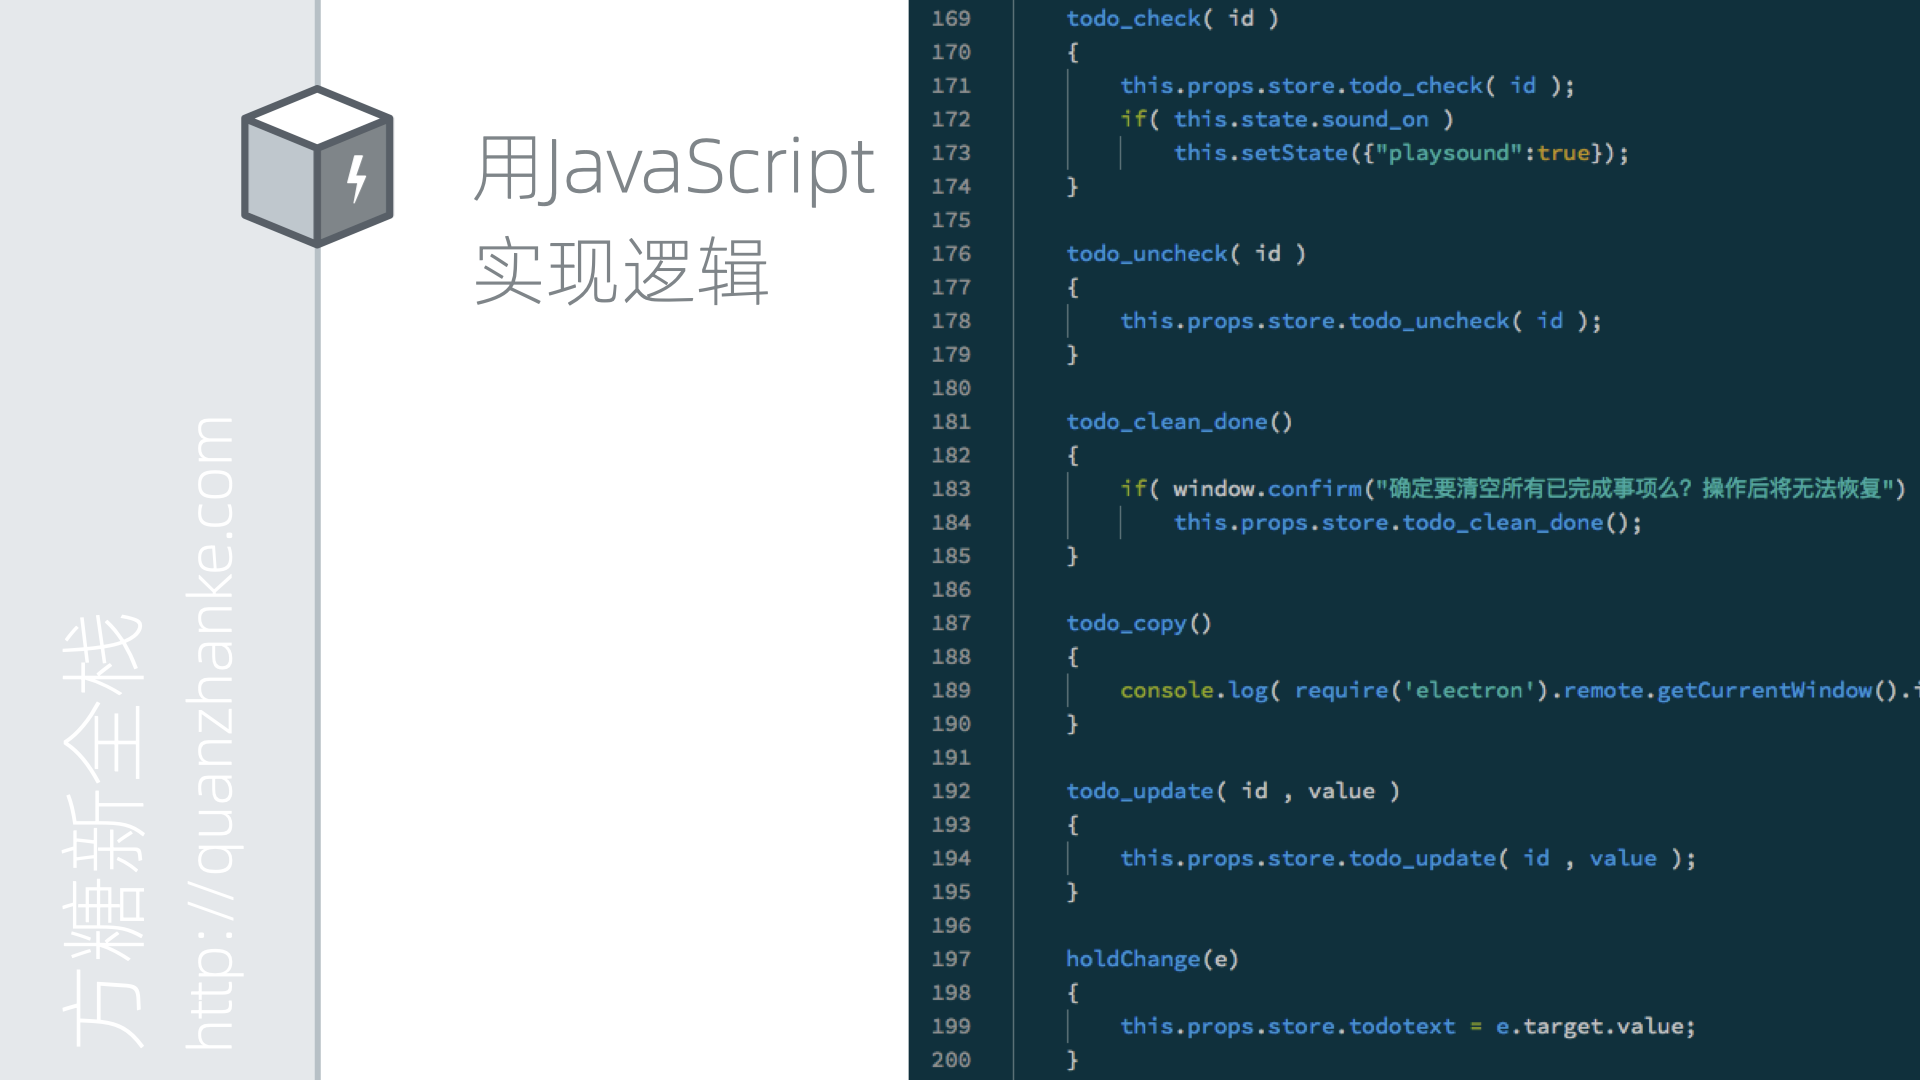 方糖新全栈
http://quanzhanke.com
用JavaScript
实现逻辑
169 todo_check( id )
170 {
171 this.props.store.todo_check( id );
172 if( this.state.sound_on )
173 this.setState({"playsound":true});
174 }
175
176 todo_uncheck( id )
177 {
178 this.props.store.todo_uncheck( id );
179 }
180
181 todo_clean_done()
182 {
183 if( window.confirm("确定要清空所有已完成事项么？操作后将无法恢复")
184 this.props.store.todo_clean_done();
185 }
186
187 todo_copy()
188 {
189 console.log( require('electron').remote.getCurrentWindow().
190 }
191
192 todo_update( id , value )
193 {
194 this.props.store.todo_update( id , value );
195 }
196
197 holdChange(e)
198 {
199 this.props.store.todotext = e.target.value;
200 }